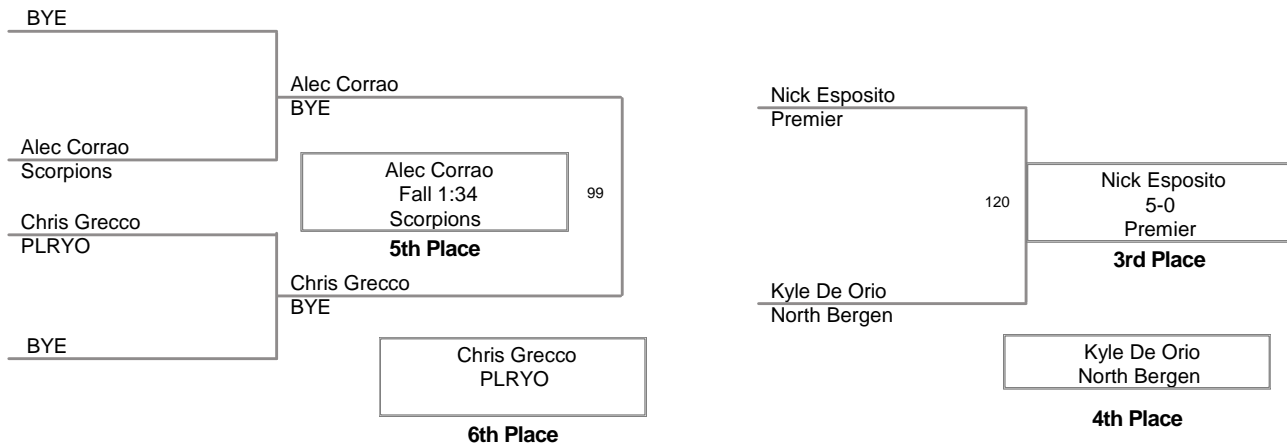 BYE
Alec Corrao
BYE
Alec Corrao
Scorpions
Alec Corrao
Fall 1:34
Scorpions
99
5th Place
Chris Grecco
PLRYO
Chris Grecco
BYE
BYE
Chris Grecco
PLRYO
6th Place
Nick Esposito
Premier
120
Nick Esposito
5-0
Premier
3rd Place
Kyle De Orio
North Bergen
Kyle De Orio
North Bergen
4th Place